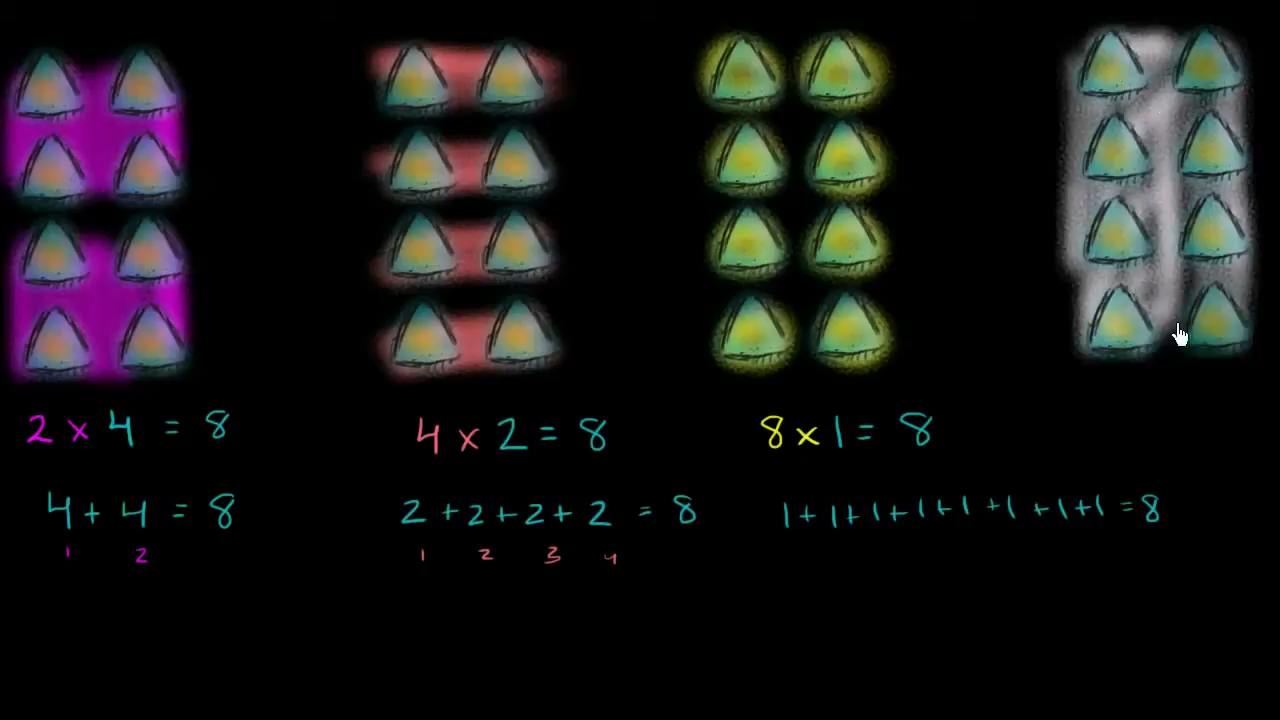 2 x 4 = 8
4 + 4 = 8
1 2
4 x 2 = 8
2 + 2 + 2 + 2 = 8
1 2 3 4
8 x 1 = 8
1 + 1 + 1 + 1 + 1 + 1 + 1 + 1 = 8